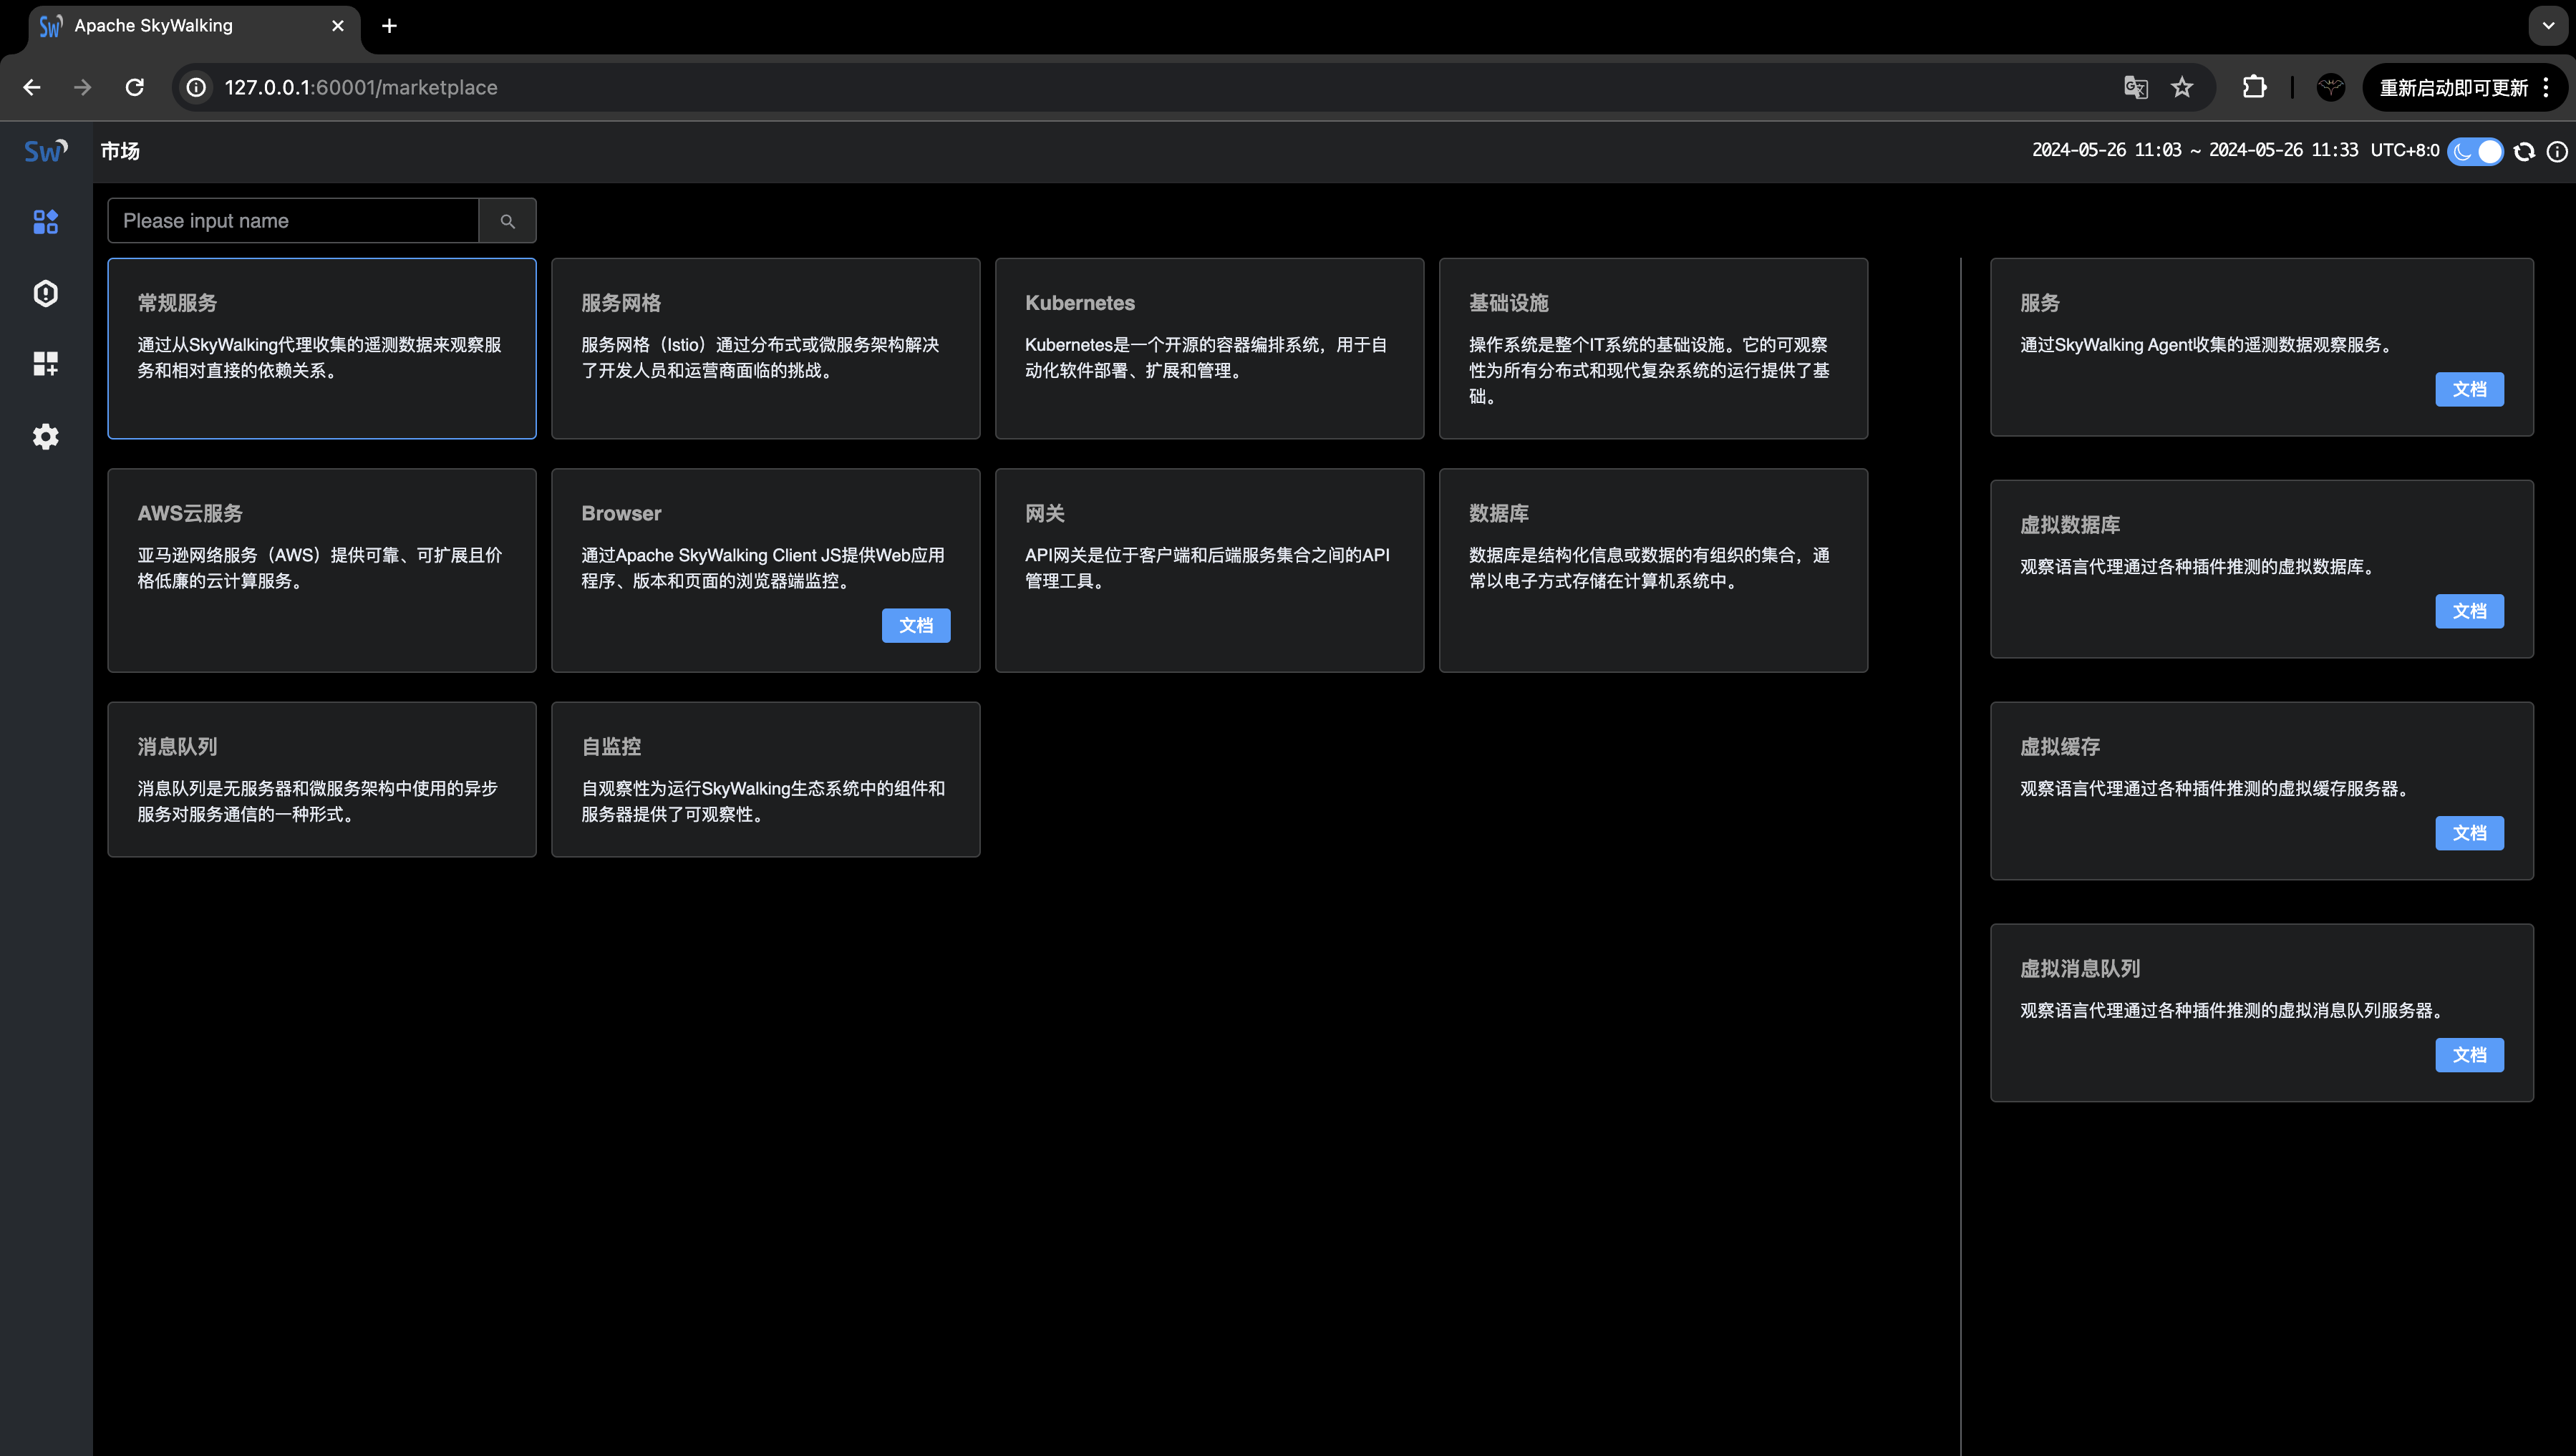 Sw Apache SkyWalking
127.0.0.1:60001/marketplace
重新启动即可更新
Sw
市场
2024-05-26 11:03 ~ 2024-05-26 11:33 UTC+8:0
Please input name
常规服务
通过从SkyWalking代理收集的遥测数据来观察服
务和相对直接的依赖关系。
服务网格
服务网格（Istio）通过分布式或微服务架构解决
了开发人员和运营商面临的挑战。
Kubernetes
Kubernetes是一个开源的容器编排系统，用于自
动化软件部署、扩展和管理。
基础设施
操作系统是整个IT系统的基础设施。它的可观察
性为所有分布式和现代复杂系统的运行提供了基
础。
AWS云服务
亚马逊网络服务（AWS）提供可靠、可扩展且价
格低廉的云计算服务。
Browser
通过Apache SkyWalking Client JS提供Web应用
程序、版本和页面的浏览器端监控。
文档
网关
API网关是位于客户端和后端服务集合之间的API
管理工具。
数据库
数据库是结构化信息或数据的有组织的集合，通
常以电子方式存储在计算机系统中。
消息队列
消息队列是无服务器和微服务架构中使用的异步
服务对服务通信的一种形式。
自监控
自观察性为运行SkyWalking生态系统中的组件和
服务器提供了可观察性。
服务
通过SkyWalking Agent收集的遥测数据观察服务。
文档
虚拟数据库
观察语言代理通过各种插件推测的虚拟数据库。
文档
虚拟缓存
观察语言代理通过各种插件推测的虚拟缓存服务器。
文档
虚拟消息队列
观察语言代理通过各种插件推测的虚拟消息队列服务器。
文档